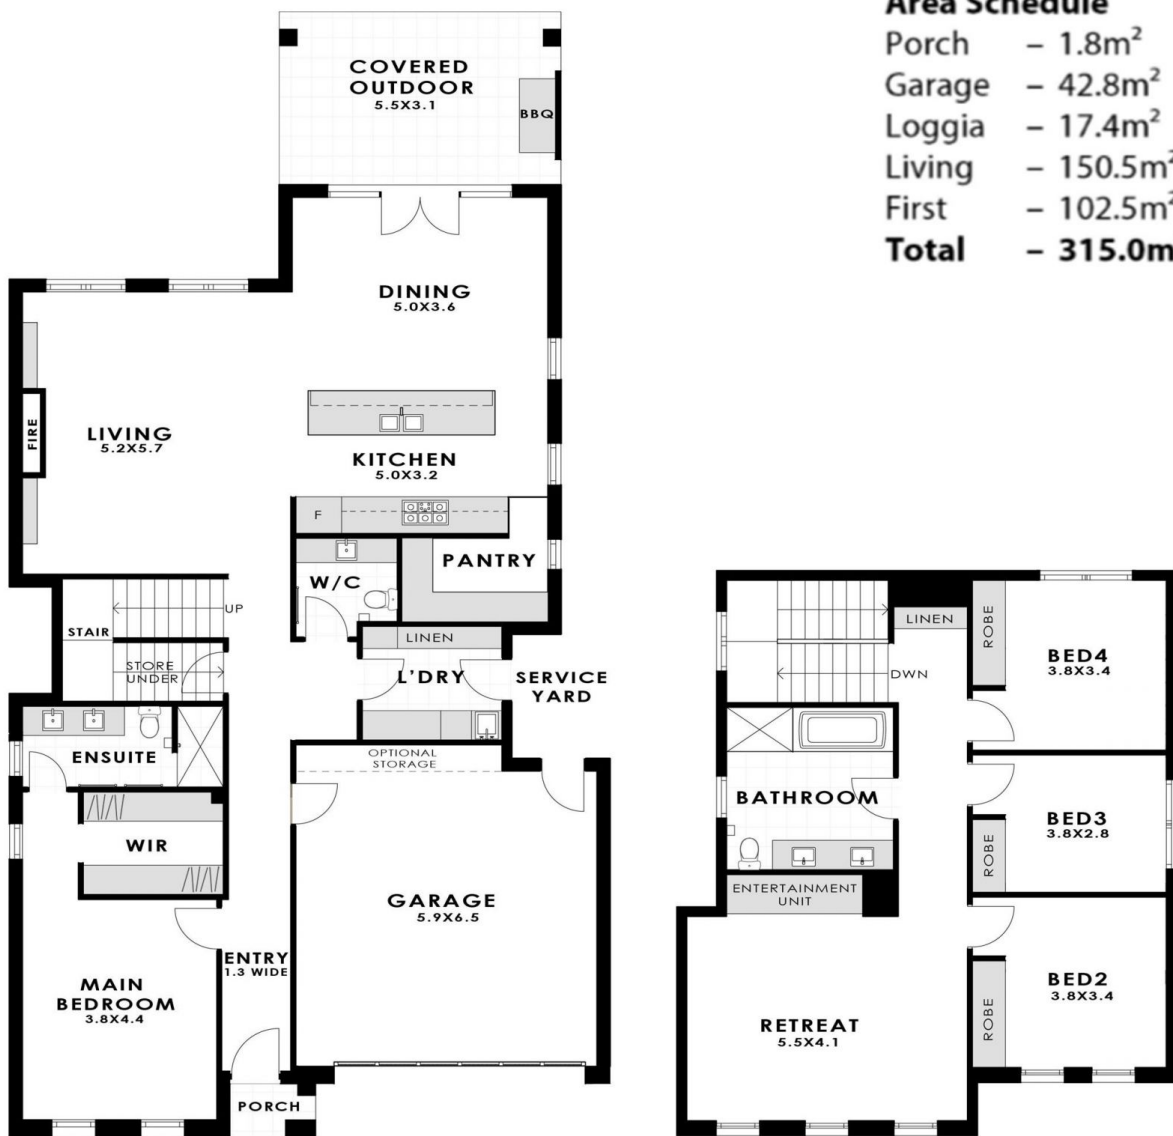 Area Schedule
Porch – 1.8m²
Garage – 42.8m²
Loggia – 17.4m²
Living – 150.5m²
First – 102.5m²
Total – 315.0m
COVERED
OUTDOOR
5.5X3.1
BBQ
DINING
5.0X3.6
FIRE
LIVING
5.2X5.7
KITCHEN
5.0X3.2
F
PANTRY
W/C
UP
STAIR
STORE
UNDER
LINEN
L'DRY
SERVICE
YARD
ENSUITE
OPTIONAL
STORAGE
WIR
GARAGE
5.9X6.5
ENTRY
1.3 WIDE
MAIN
BEDROOM
3.8X4.4
PORCH
LINEN
ROBE
BED4
3.8X3.4
DWN
BATHROOM
BED3
3.8X2.8
ROBE
ENTERTAINMENT
UNIT
BED2
3.8X3.4
ROBE
RETREAT
5.5X4.1